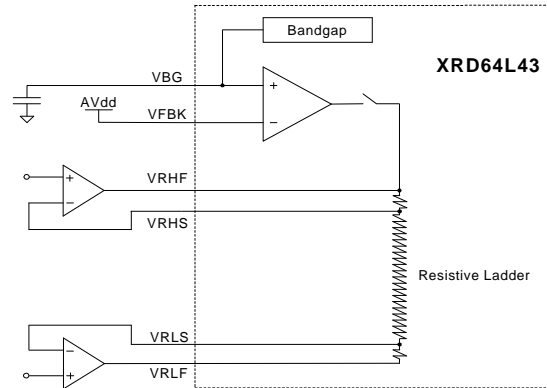 Bandgap
XRD64L43
VBG
+
AVdd
VFBK
−
+
VRHF
−
VRHS
Resistive Ladder
VRLS
−
+
VRLF